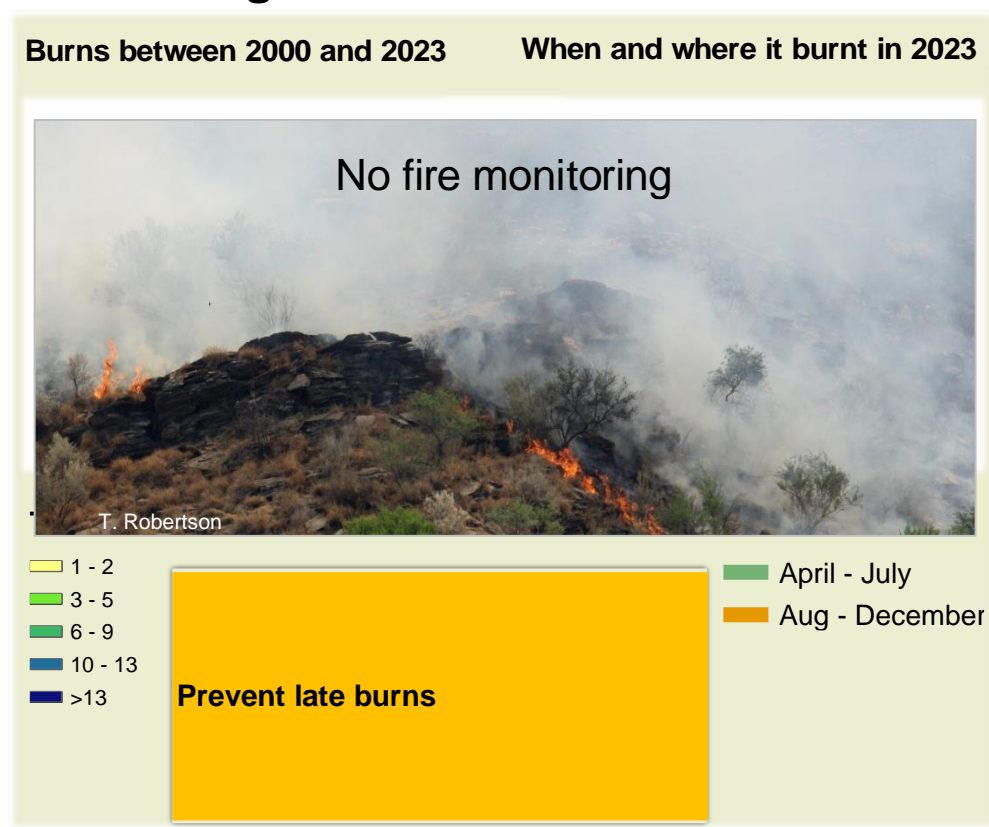 Burns between 2000 and 2023
When and where it burnt in 2023
No fire monitoring
T. Robertson
1 - 2
3 - 5
6 - 9
10 - 13
>13
Prevent late burns
April - July
Aug - December